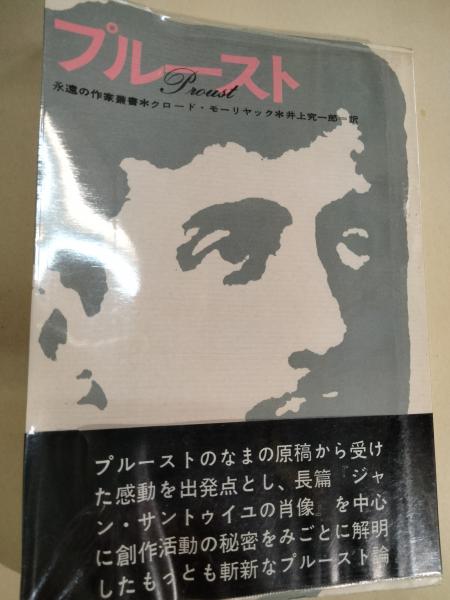 プルースト
Proust
永遠の作家叢書＊クロード・モーリヤック＊井上究一郎―訳
プルーストのなまの原稿から受け
た感動を出発点とし、長篇『ジャ
ン・サントゥイユの肖像』を中心
に創作活動の秘密をみごとに解明
したもっとも斬新なプルースト論